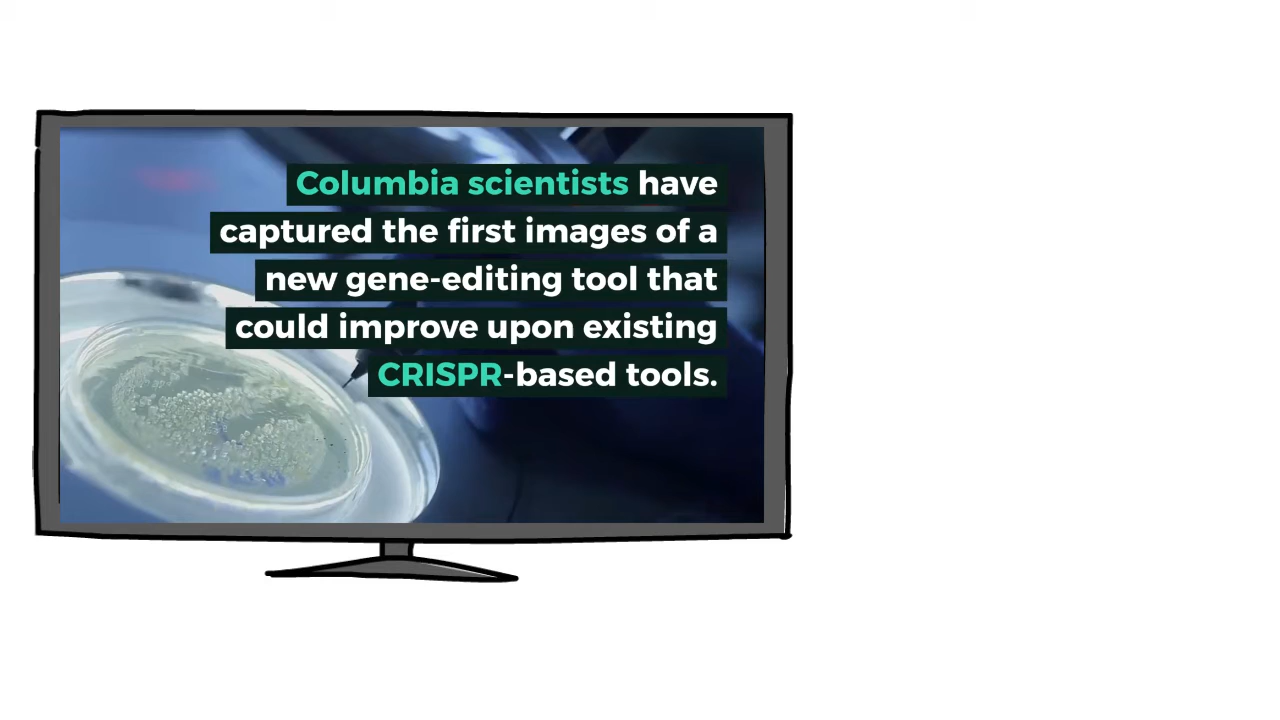 Columbia scientists have
captured the first images of a
new gene-editing tool that
could improve upon existing
CRISPR-based tools.